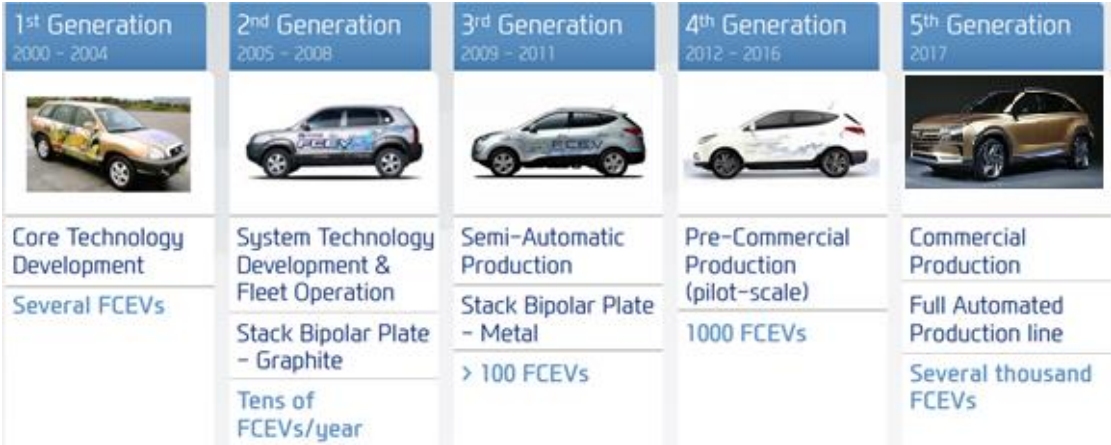 1st Generation
2000 - 2004
Core Technology
Development
Several FCEVs
2nd Generation
2005 - 2008
FCEV
System Technology
Development &
Fleet Operation
Stack Bipolar Plate
- Graphite
Tens of
FCEVs/year
3rd Generation
2009 - 2011
FCEV
Semi-Automatic
Production
Stack Bipolar Plate
- Metal
> 100 FCEVs
4th Generation
2012 - 2016
Pre-Commercial
Production
(pilot-scale)
1000 FCEVs
5th Generation
2017
Commercial
Production
Full Automated
Production line
Several thousand
FCEVs